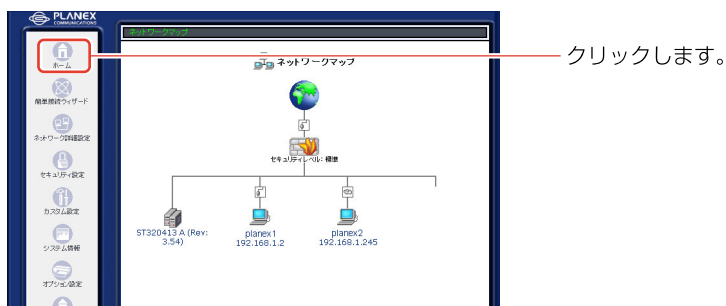 PLANEX
COMMUNICATIONS
ネットワークマップ
ホーム
クリックします。
ネットワークマップ
簡単接続ウィザード
ネットワーク詳細設定
セキュリティレベル: 標準
セキュリティ設定
カスタム設定
ST320413 A (Rev:
3.54)
planex1
192.168.1.2
planex2
192.168.1.245
システム情報
オプション設定